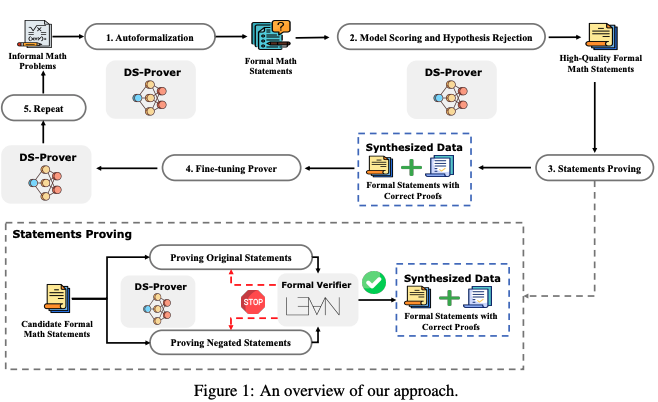 Informal Math
Problems
1. Autoformalization
Formal Math
Statements
2. Model Scoring and Hypothesis Rejection
High-Quality Formal
Math Statements
DS-Prover
DS-Prover
5. Repeat
DS-Prover
4. Fine-tuning Prover
Synthesized Data
Formal Statements with
Correct Proofs
3. Statements Proving
Statements Proving
Candidate Formal
Math Statements
Proving Original Statements
DS-Prover
STOP
Proving Negated Statements
Formal Verifier
L∃∀N
Synthesized Data
Formal Statements with
Correct Proofs
Figure 1: An overview of our approach.